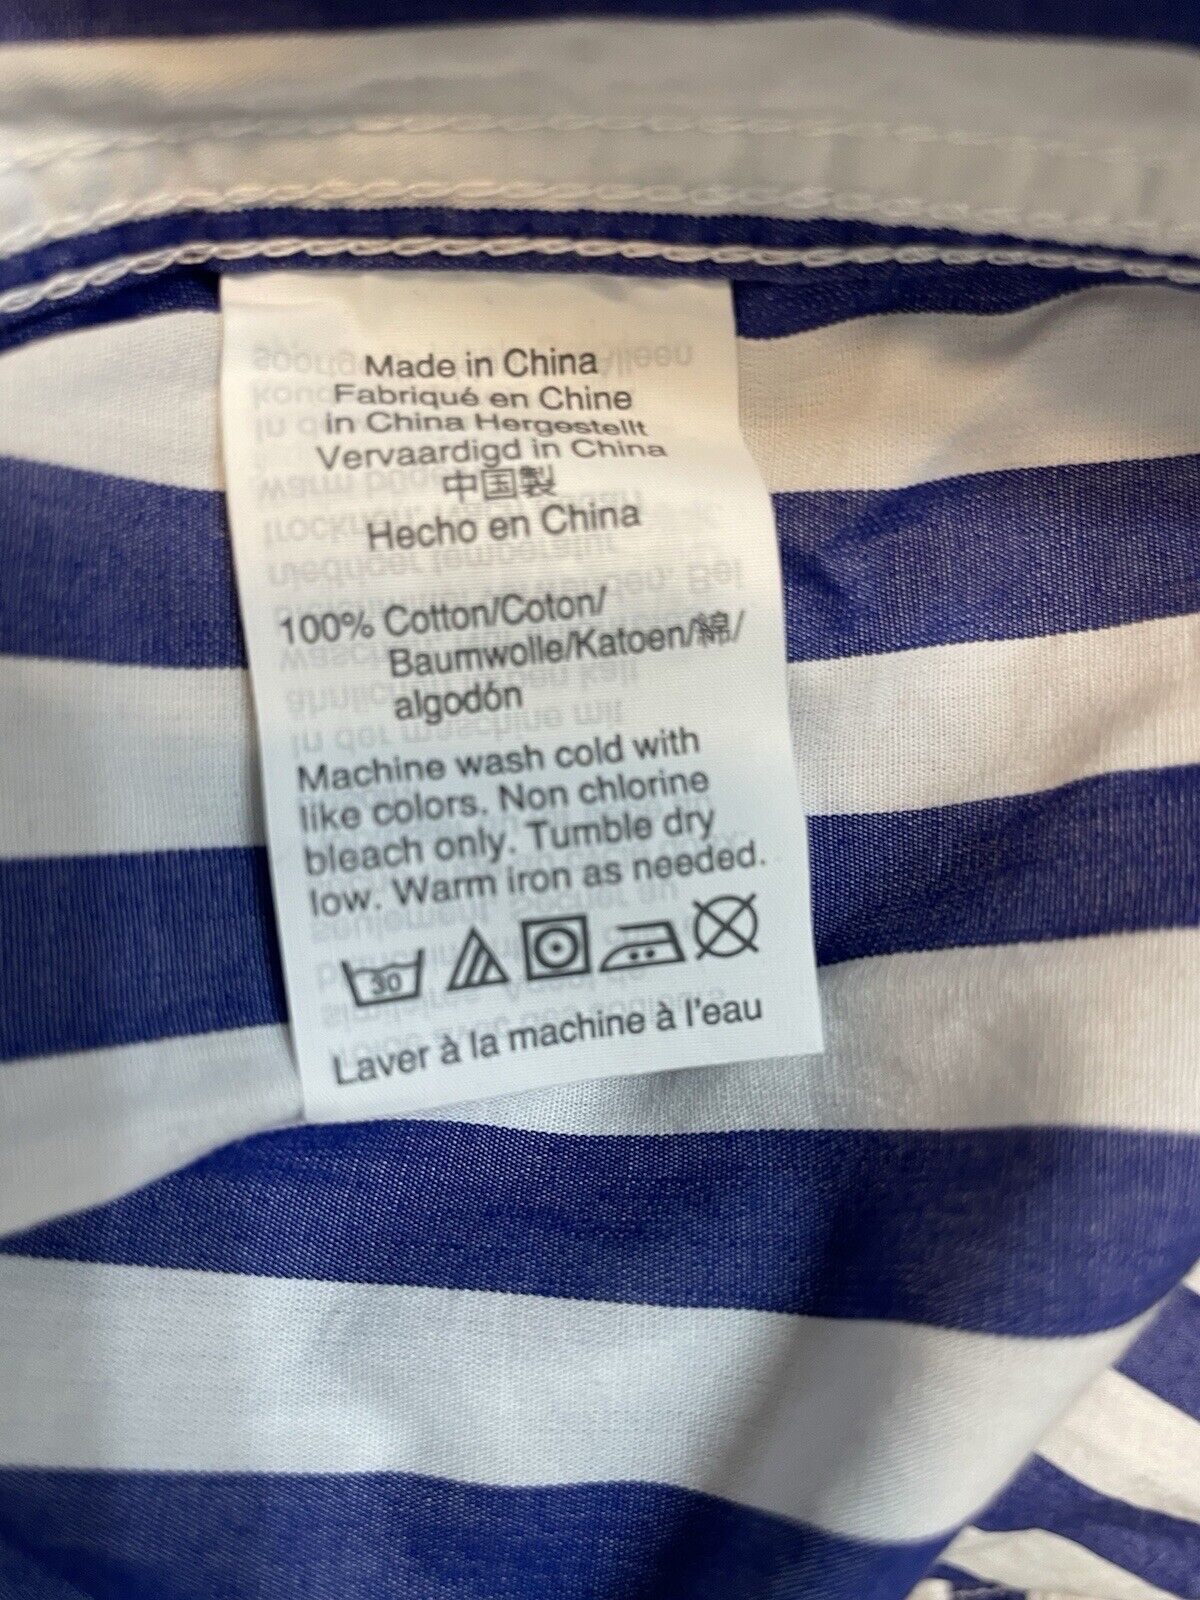 Made in China
Fabriqué en Chine
in China Hergestellt
Vervaardigd in China
中国製
Hecho en China
100% Cotton/Coton/
Baumwolle/Katoen/綿/
algodón
Machine wash cold with
like colors. Non chlorine
bleach only. Tumble dry
low. Warm iron as needed.
30
Laver à la machine à l'eau